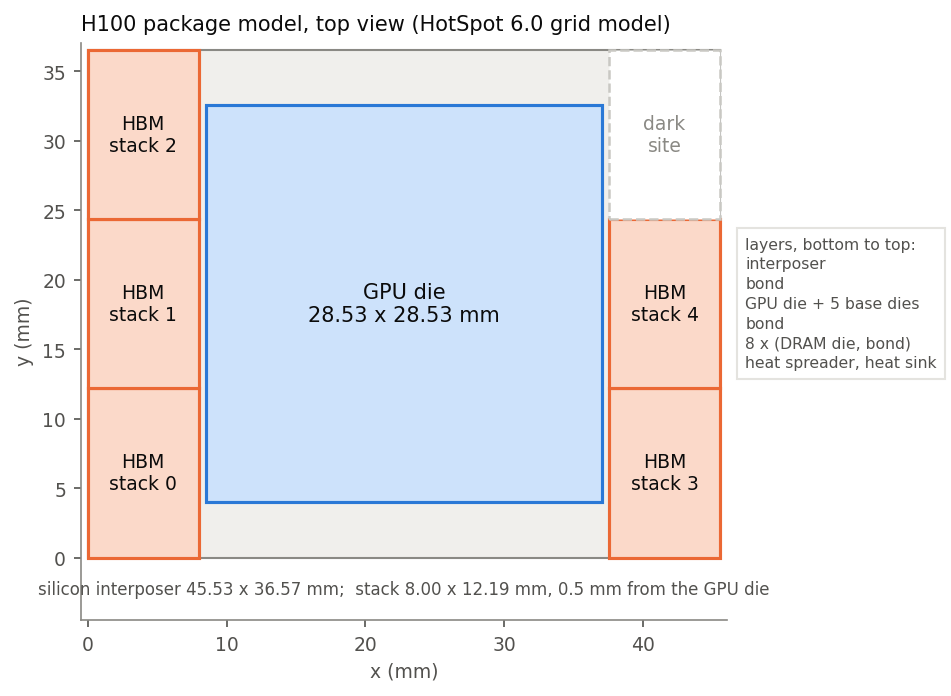 H100 package model, top view (HotSpot 6.0 grid model)
35
30
25
20
15
10
5
0
y (mm)
HBM
stack 2
HBM
stack 1
HBM
stack 0
GPU die
28.53 x 28.53 mm
dark
site
HBM
stack 4
HBM
stack 3
layers, bottom to top:
interposer
bond
GPU die + 5 base dies
bond
8 x (DRAM die, bond)
heat spreader, heat sink
silicon interposer 45.53 x 36.57 mm;  stack 8.00 x 12.19 mm, 0.5 mm from the GPU die
0
10
20
30
40
x (mm)